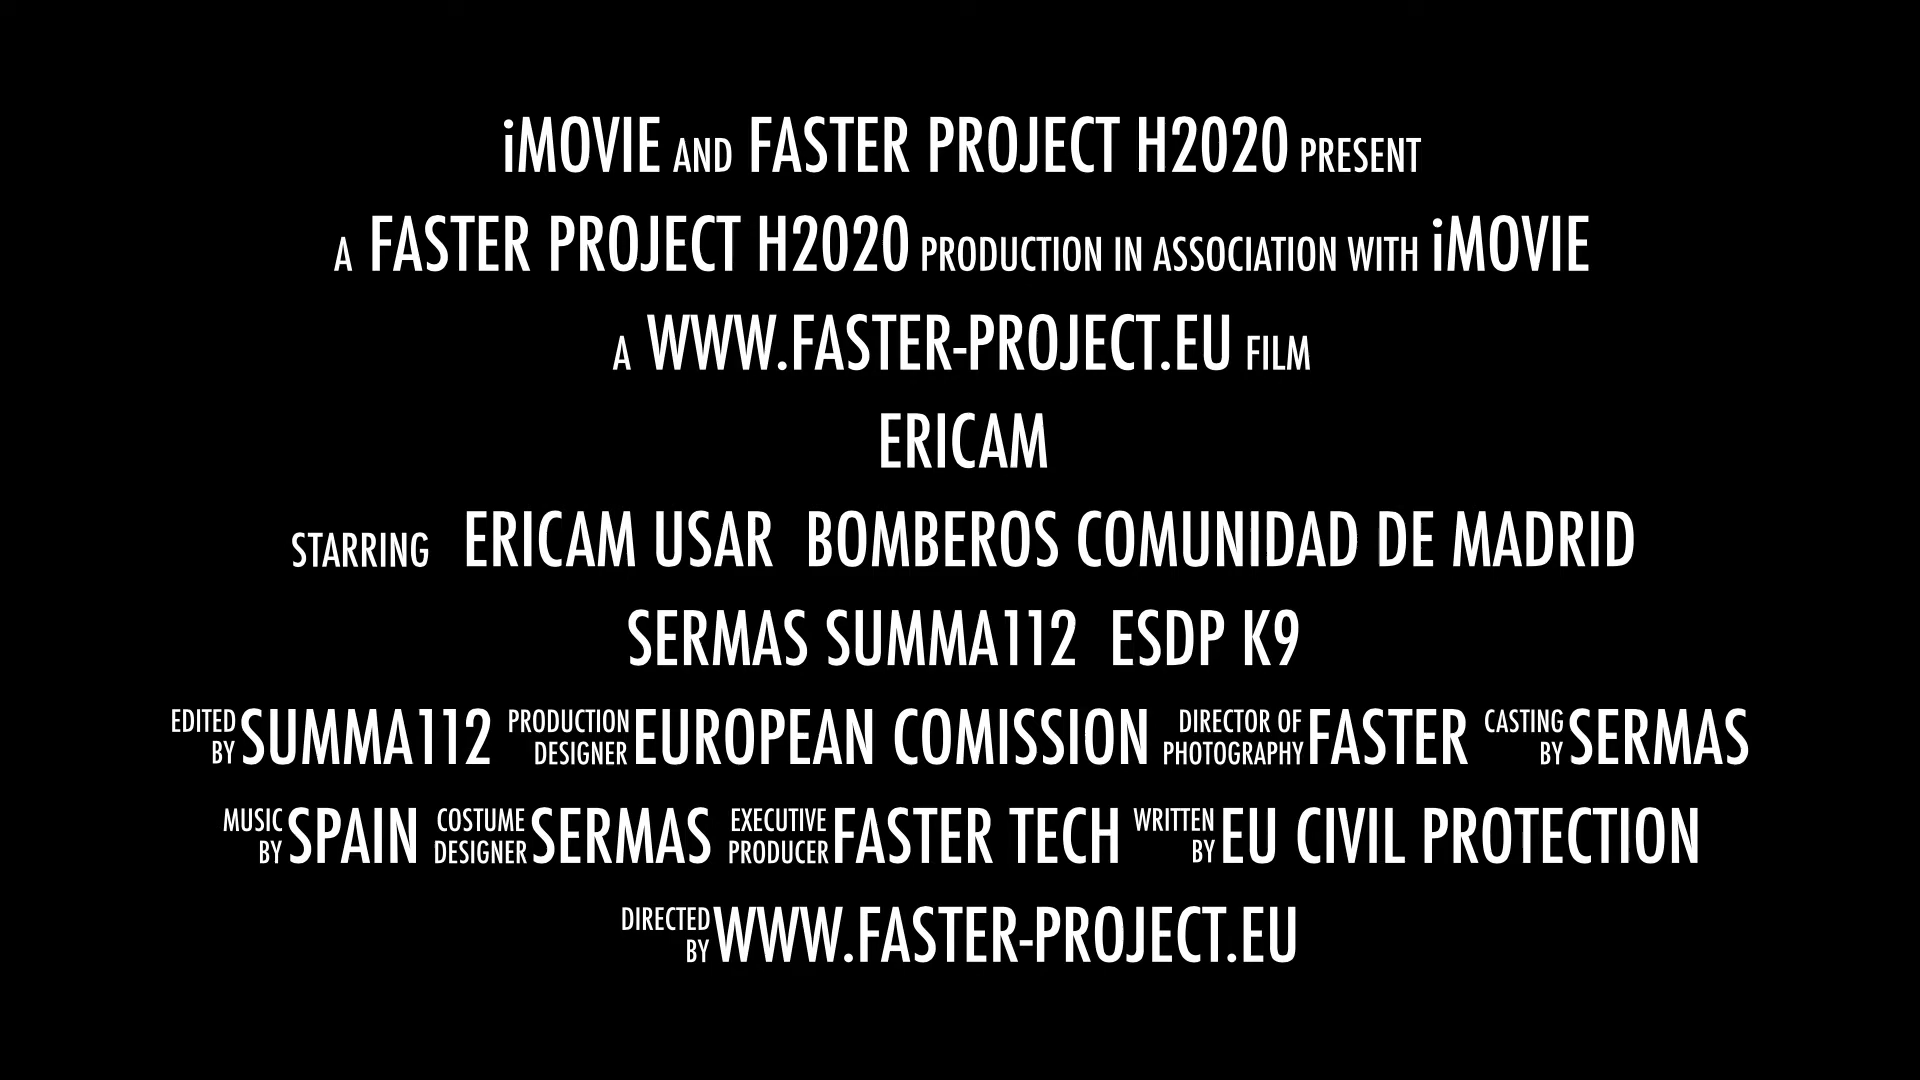 iMOVIE AND FASTER PROJECT H2020 PRESENT
A FASTER PROJECT H2020 PRODUCTION IN ASSOCIATION WITH iMOVIE
A WWW.FASTER-PROJECT.EU FILM
ERICAM
STARRING ERICAM USAR BOMBEROS COMUNIDAD DE MADRID
SERMAS SUMMA112 ESDP K9
EDITED BY SUMMA112 PRODUCTION DESIGNER EUROPEAN COMISSION DIRECTOR OF PHOTOGRAPHY FASTER CASTING BY SERMAS
MUSIC BY SPAIN COSTUME DESIGNER SERMAS EXECUTIVE PRODUCER FASTER TECH WRITTEN BY EU CIVIL PROTECTION
DIRECTED BY WWW.FASTER-PROJECT.EU